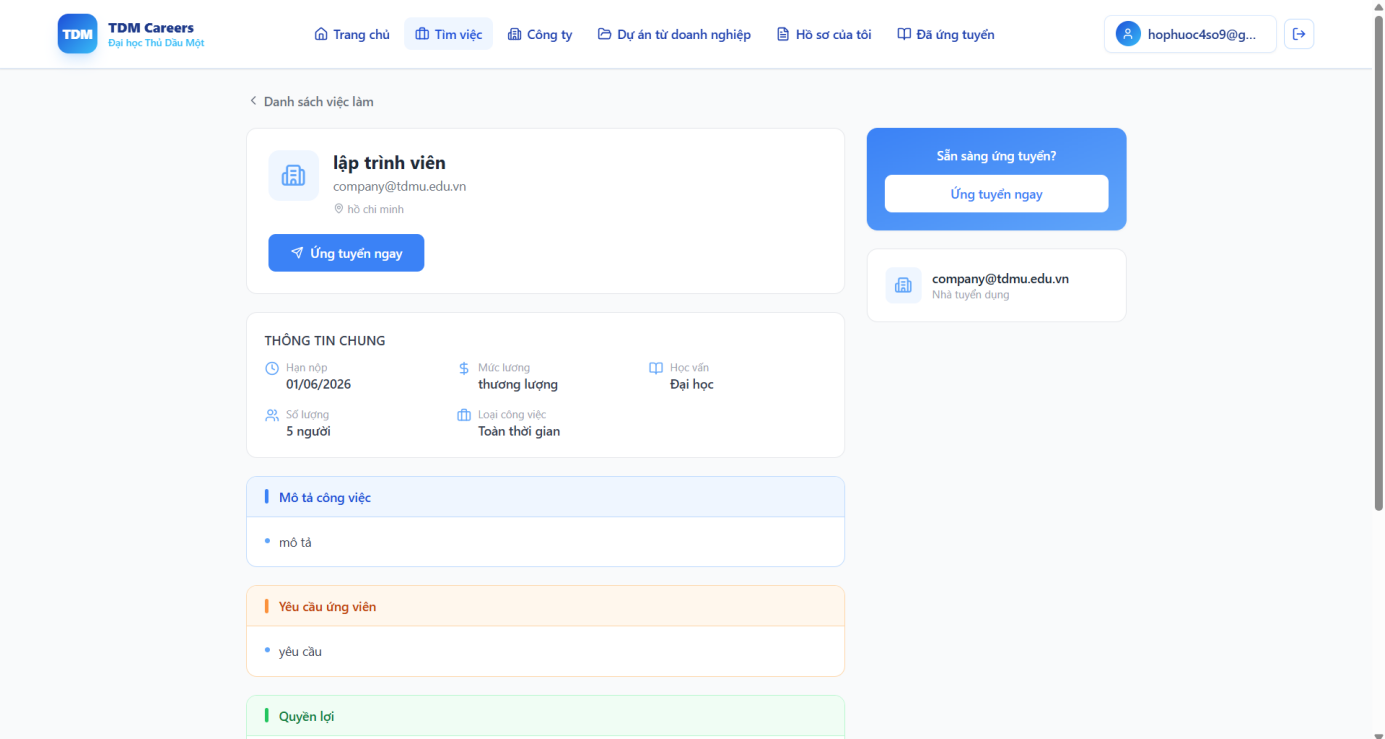 TDM
TDM Careers
Đại học Thủ Dầu Một
Trang chủ
Tìm việc
Công ty
Dự án từ doanh nghiệp
Hồ sơ của tôi
Đã ứng tuyển
hophuoc4so9@g...
Danh sách việc làm
lập trình viên
company@tdmu.edu.vn
hồ chi minh
Ứng tuyển ngay
Sẵn sàng ứng tuyển?
Ứng tuyển ngay
company@tdmu.edu.vn
Nhà tuyển dụng
THÔNG TIN CHUNG
Hạn nộp
01/06/2026
Mức lương
thương lượng
Học vấn
Đại học
Số lượng
5 người
Loại công việc
Toàn thời gian
Mô tả công việc
mô tả
Yêu cầu ứng viên
yêu cầu
Quyền lợi